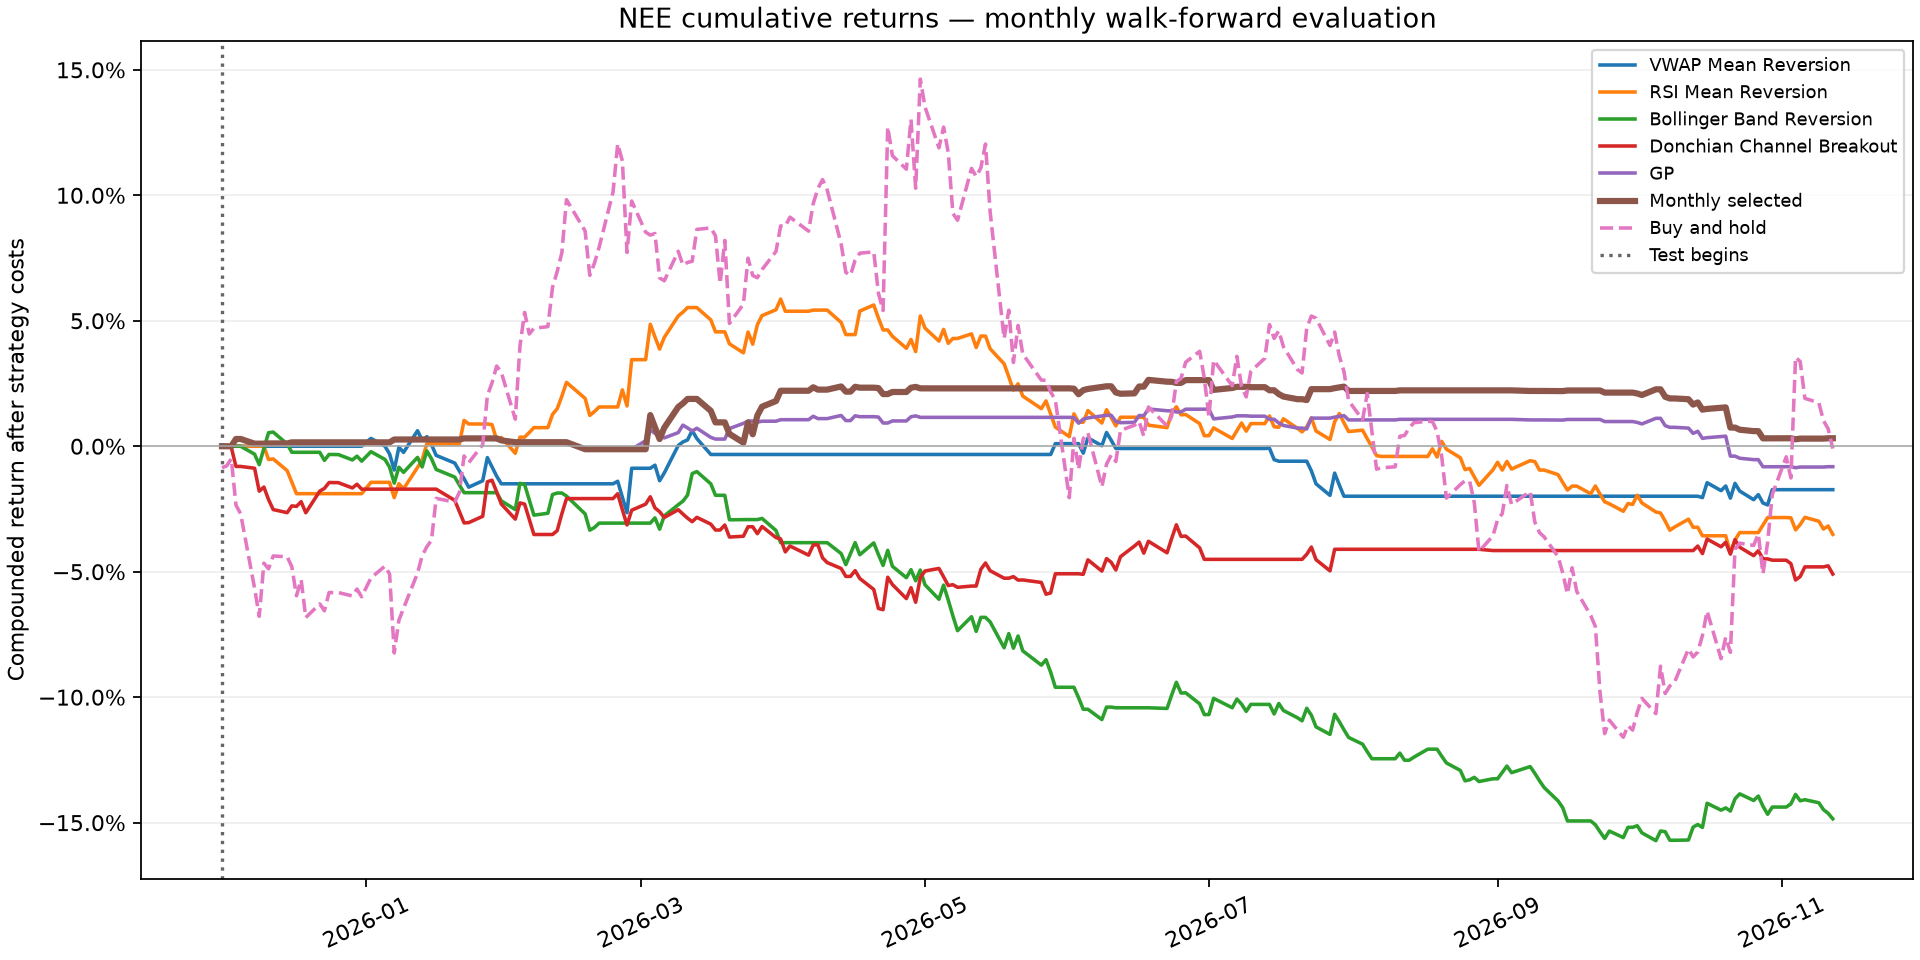 NEE cumulative returns — monthly walk-forward evaluation
Compounded return after strategy costs
15.0%
10.0%
5.0%
0.0%
−5.0%
−10.0%
−15.0%
VWAP Mean Reversion
RSI Mean Reversion
Bollinger Band Reversion
Donchian Channel Breakout
GP
Monthly selected
Buy and hold
Test begins
2026-01
2026-03
2026-05
2026-07
2026-09
2026-11